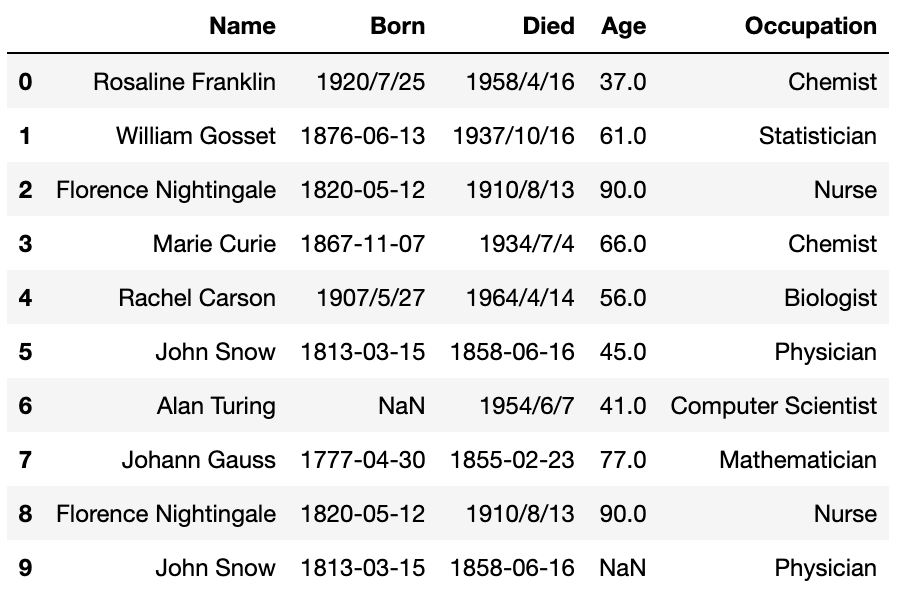 Name Born Died Age Occupation
0 Rosaline Franklin 1920/7/25 1958/4/16 37.0 Chemist
1 William Gosset 1876-06-13 1937/10/16 61.0 Statistician
2 Florence Nightingale 1820-05-12 1910/8/13 90.0 Nurse
3 Marie Curie 1867-11-07 1934/7/4 66.0 Chemist
4 Rachel Carson 1907/5/27 1964/4/14 56.0 Biologist
5 John Snow 1813-03-15 1858-06-16 45.0 Physician
6 Alan Turing NaN 1954/6/7 41.0 Computer Scientist
7 Johann Gauss 1777-04-30 1855-02-23 77.0 Mathematician
8 Florence Nightingale 1820-05-12 1910/8/13 90.0 Nurse
9 John Snow 1813-03-15 1858-06-16 NaN Physician